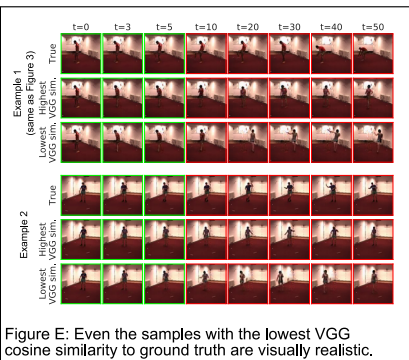 t=0 t=3 t=5 t=10 t=20 t=30 t=40 t=50
Example 1
(same as Figure 3)
True
Highest
VGG sim.
Lowest
VGG sim.
Example 2
True
Highest
VGG sim.
Lowest
VGG sim.
Figure E: Even the samples with the lowest VGG
cosine similarity to ground truth are visually realistic.